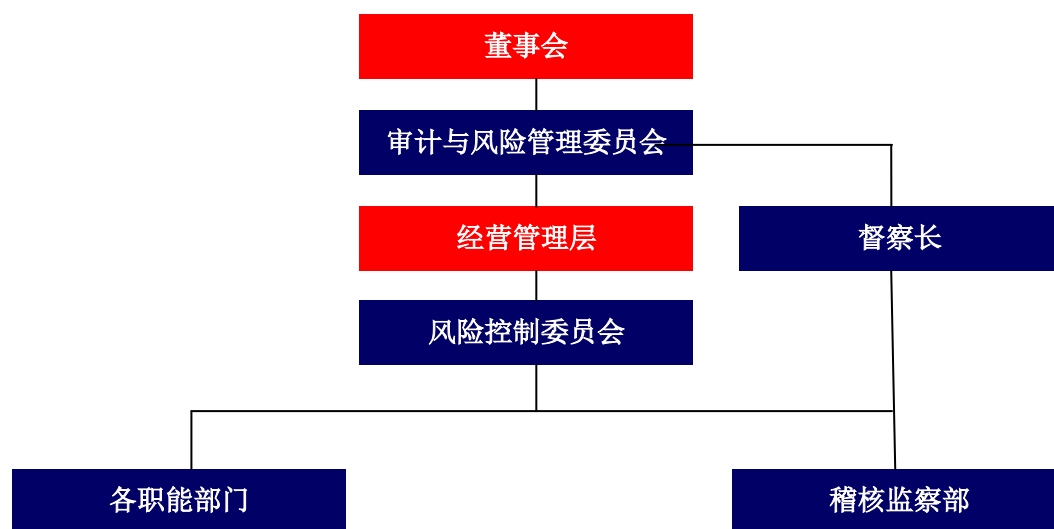 董事会
审计与风险管理委员会
经营管理层
督察长
风险控制委员会
各职能部门
稽核监察部